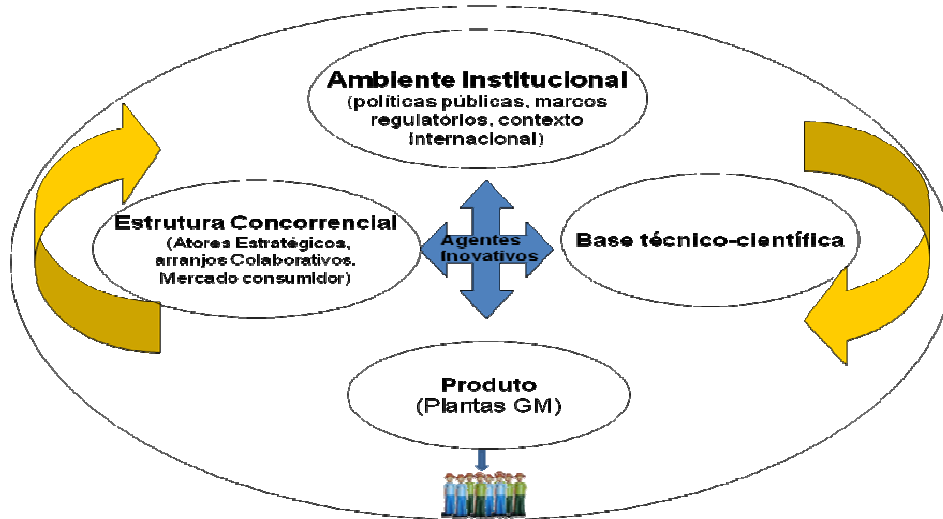 Ambiente Institucional
(políticas públicas, marcos
regulatórios, contexto
Internacional)
Estrutura Concorrencial
(Atores Estratégicos,
arranjos Colaborativos,
Mercado consumidor)
Agentes
Inovativos
Base técnico-científica
Produto
(Plantas GM)